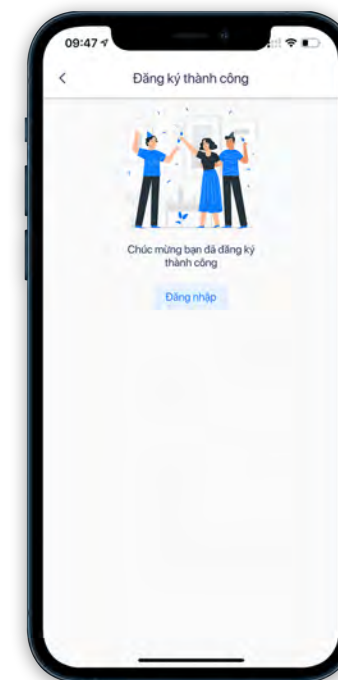 09:47
Đăng ký thành công
Chúc mừng bạn đã đăng ký
thành công
Đăng nhập